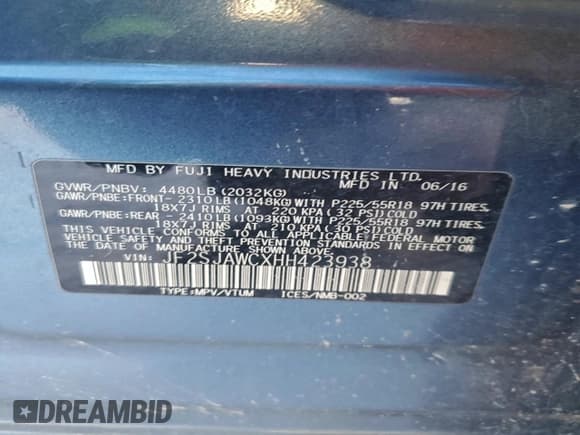 MFD BY FUJI HEAVY INDUSTRIES LTD.
GVWR/PNBV: 4480LB(2032KG) IN 06/16
GAWR/PNBE:FRONT- 2310LB(1048KG)WITH P225/55R18 97H TIRES.
18X7J RIMS AT 220 KPA(32 PSI)COLD
GAWR/PNBE:REAR -2410LB(1093KG)WITH P225/55R18 97H TIRES.
18X7J RIMS AT 210 KPA(30 PSI)COLD
THIS VEHICLE CONFORMS TO ALL APPLICABLE U.S. FEDERAL
MOTOR VEHICLE SAFETY STANDARDS IN EFFECT ON THE
DATE OF MANUFACTURE SHOWN ABOVE.
VIN: JF2SJAWCXHH423938
TYPE:MPV/VTUM ICES/NMB-002
DREAMBID